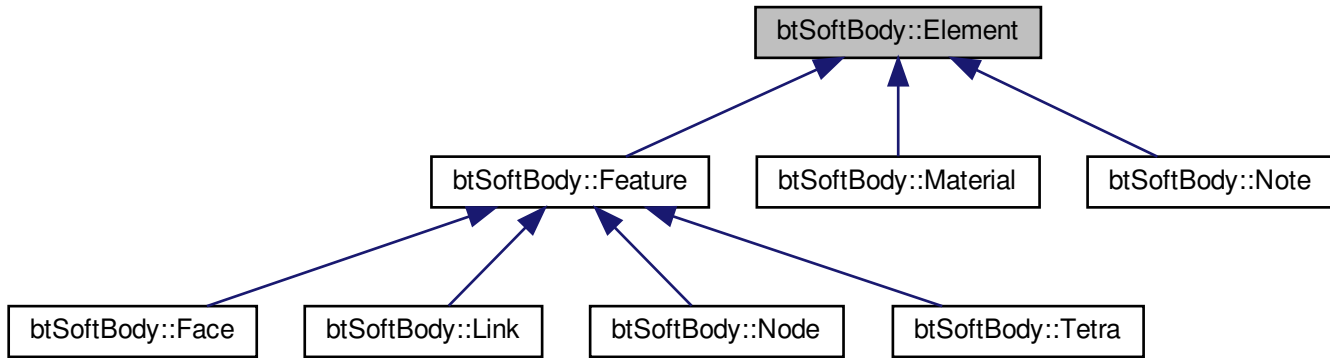 btSoftBody::Element
btSoftBody::Feature
btSoftBody::Material
btSoftBody::Note
btSoftBody::Face
btSoftBody::Link
btSoftBody::Node
btSoftBody::Tetra